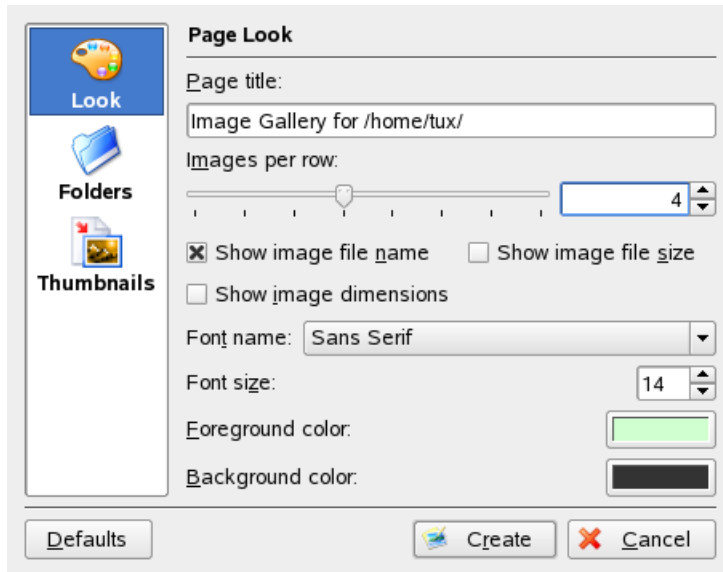 Look
Folders
Thumbnails
Page Look
Page title:
Image Gallery for /home/tux/
Images per row:
4
Show image file name
Show image file size
Show image dimensions
Font name: Sans Serif
Font size: 14
Foreground color:
Background color:
Defaults
Create
Cancel